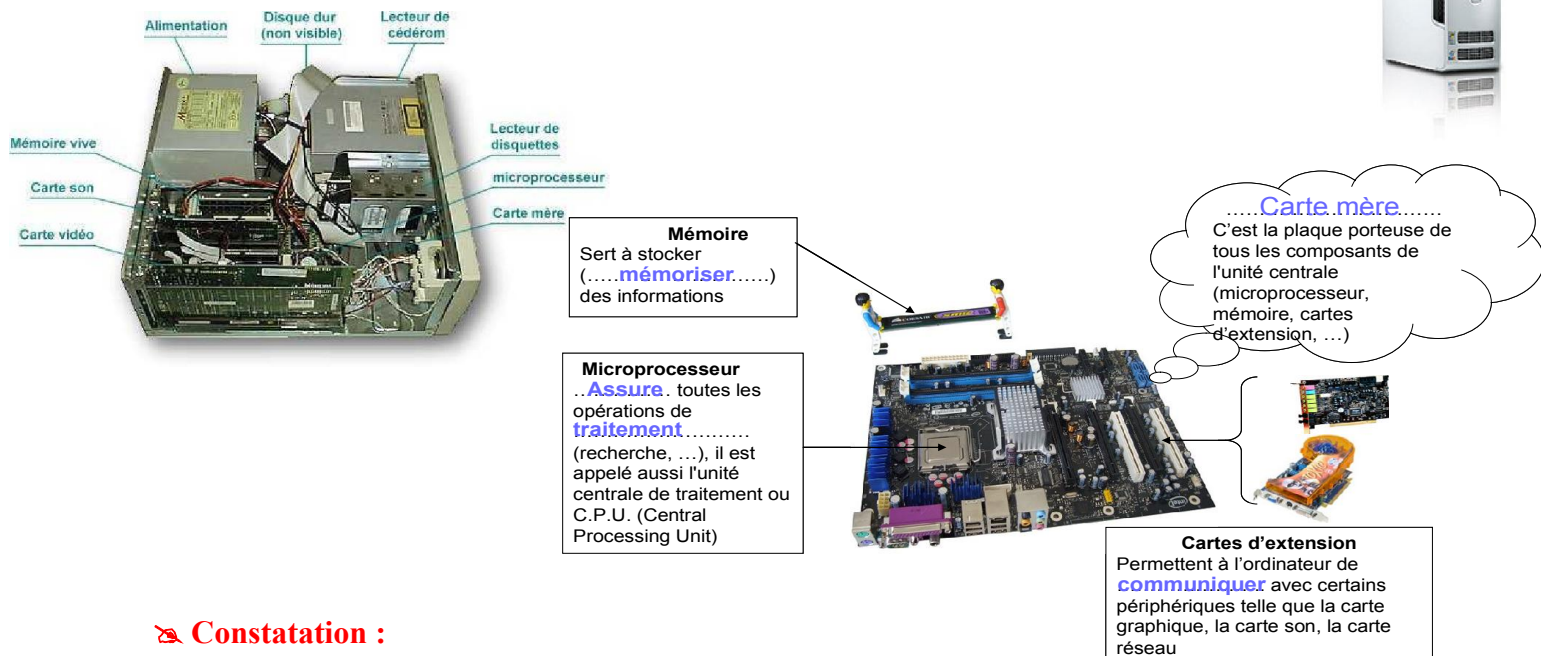 Alimentation
Disque dur
(non visible)
Lecteur de
cédérom
Mémoire vive
Carte son
Carte vidéo
Lecteur de
disquettes
microprocesseur
Carte mère
Mémoire
Sert à stocker
(.....mémoriser......)
des informations
Microprocesseur
...Assure... toutes les
opérations de
traitement..........
(recherche, …), il est
appelé aussi l'unité
centrale de traitement ou
C.P.U. (Central
Processing Unit)
......Carte mère......
C’est la plaque porteuse de
tous les composants de
l'unité centrale
(microprocesseur,
mémoire, cartes
d’extension, …)
CORSAIR
intel
Cartes d’extension
Permettent à l’ordinateur de
communiquer avec certains
périphériques telle que la carte
graphique, la carte son, la carte
réseau
Constatation :